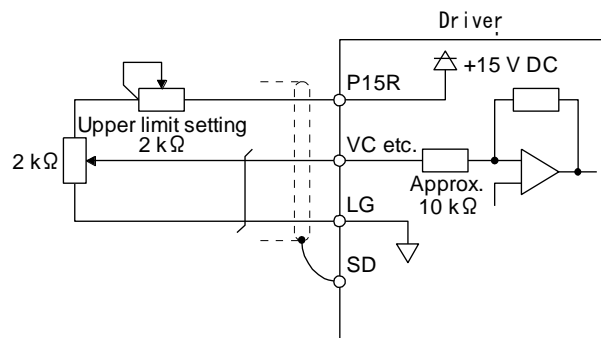 Driver
+15 V DC
P15R
Upper limit setting
2 kΩ
2 kΩ
VC etc.
Approx.
10 kΩ
LG
SD